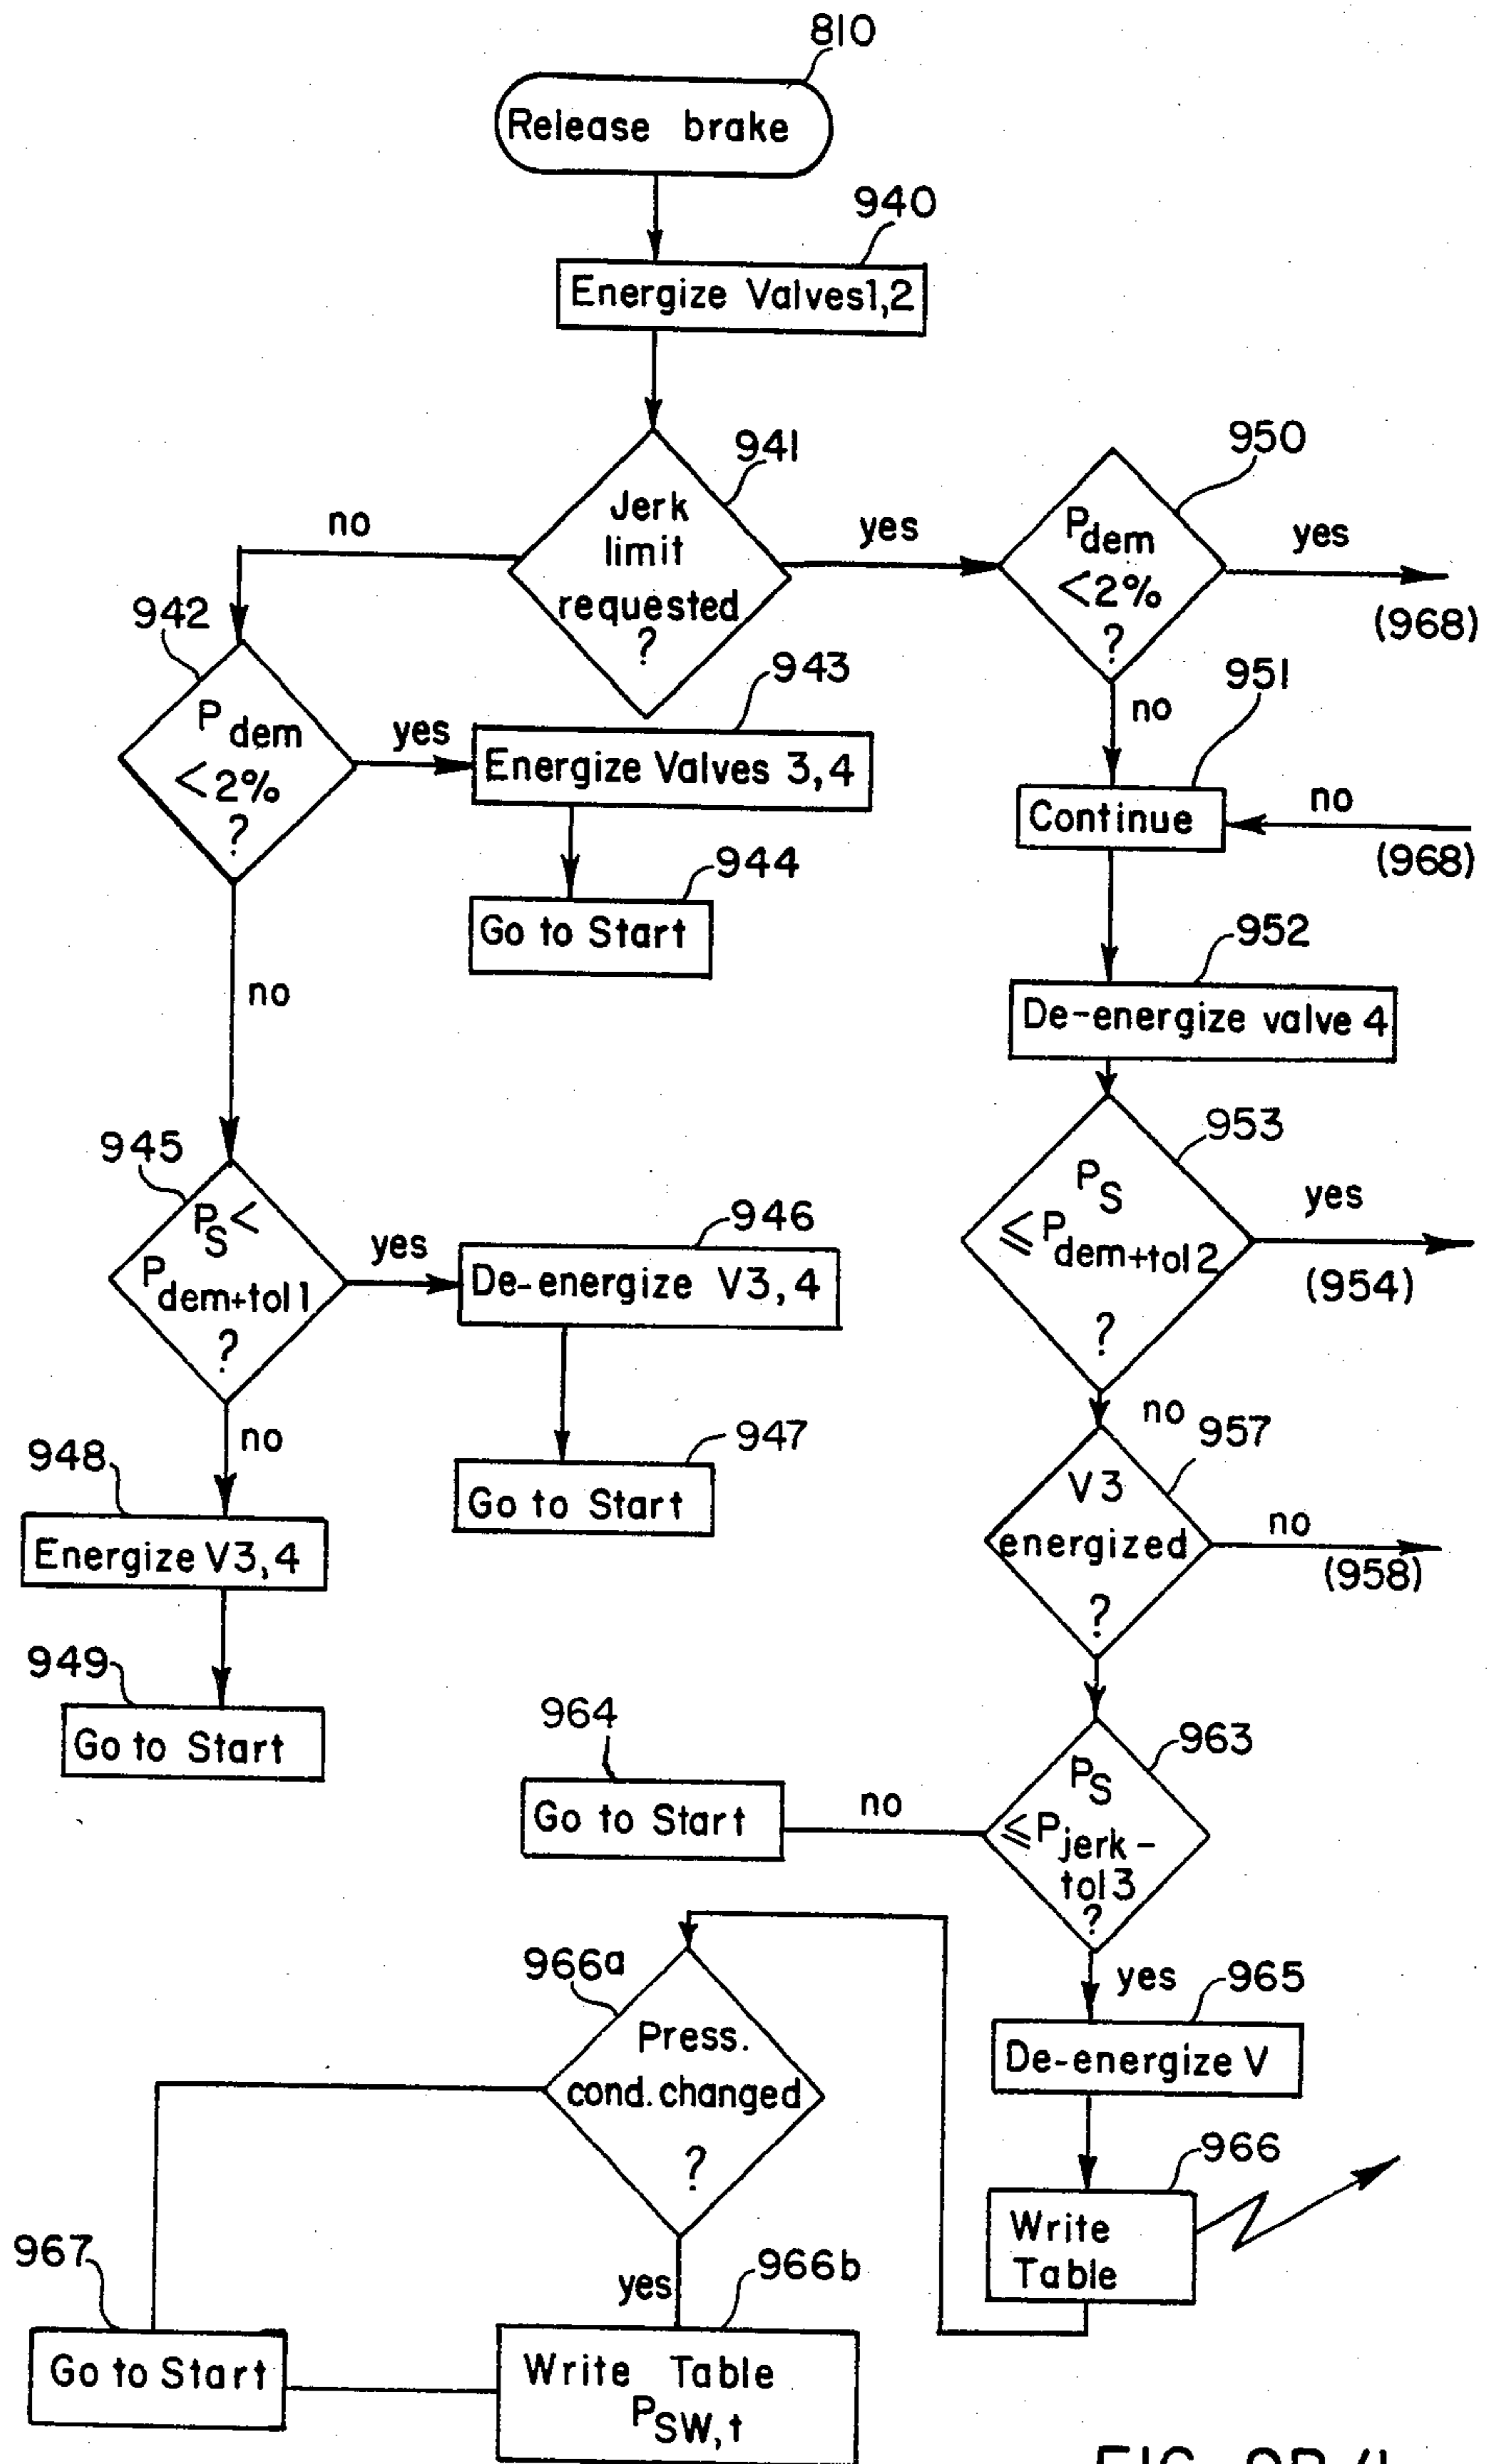 810
Release brake
940
Energize Valves1,2
941
Jerk
limit
requested
?
no
yes
950
Pdem
<2%
?
yes
(968)
942
P dem
<2%
?
yes
943
Energize Valves 3,4
944
Go to Start
no
951
Continue
no
(968)
952
De-energize valve 4
no
945
PS<
Pdem+tol1
?
yes
946
De-energize V3,4
947
Go to Start
953
PS
≤Pdem+tol2
?
yes
(954)
no
948
Energize V3,4
949
Go to Start
no
957
V3
energized
?
no
(958)
963
PS
≤Pjerk-
tol3
?
no
964
Go to Start
yes
965
De-energize V
966
Write
Table
966a
Press.
cond. changed
?
yes
966b
Write Table
PSW,t
967
Go to Start